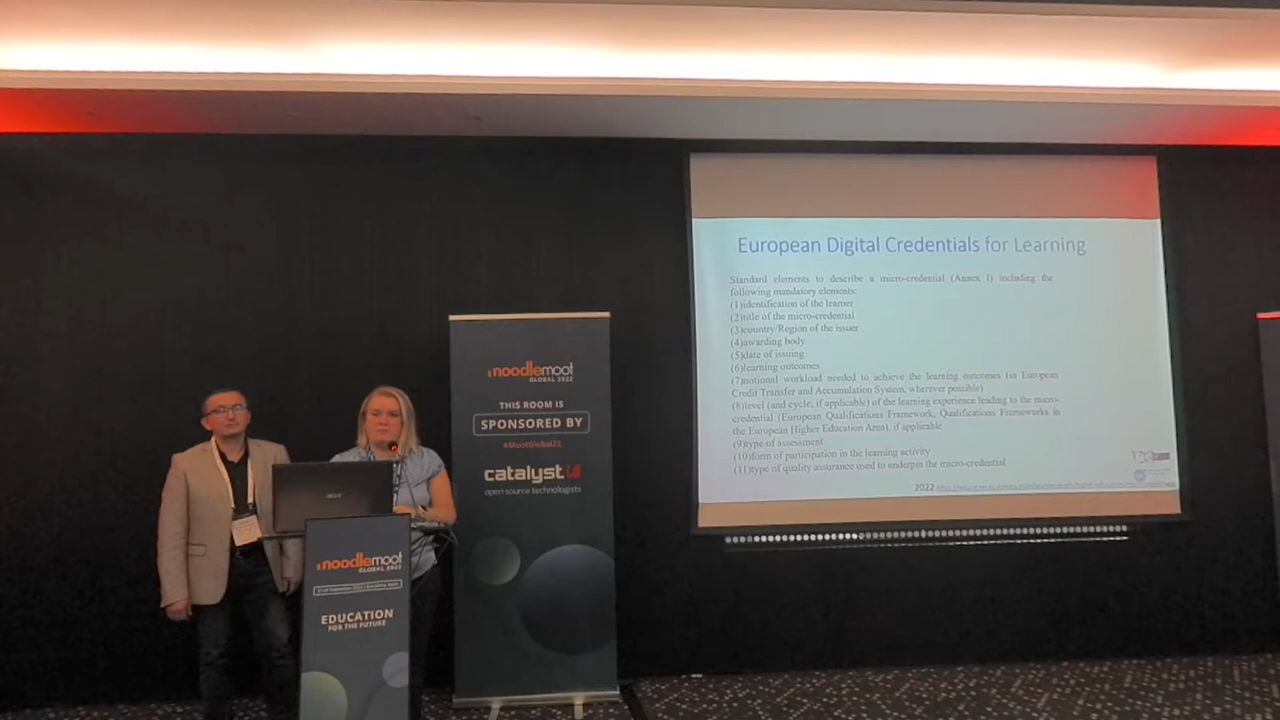 European Digital Credentials for Learning
Standard elements to describe a micro-credential (Annex I) including the
following mandatory elements:
(1)identification of the learner
(2)title of the micro-credential
(3)country/Region of the issuer
(4)awarding body
(5)date of issuing
(6)learning outcomes
(7)notional workload needed to achieve the learning outcomes (in European
Credit Transfer and Accumulation System, wherever possible)
(8)level (and cycle, if applicable) of the learning experience leading to the micro-
credential (European Qualifications Framework, Qualifications Frameworks in
the European Higher Education Area), if applicable
(9)type of assessment
(10)form of participation in the learning activity
(11)type of quality assurance used to underpin the micro-credential
2022
moodlemoot
GLOBAL 2022
THIS ROOM IS
SPONSORED BY
#MootGlobal22
catalyst
open source technologists
acer
moodlemoot
GLOBAL 2022
EDUCATION
FOR THE FUTURE